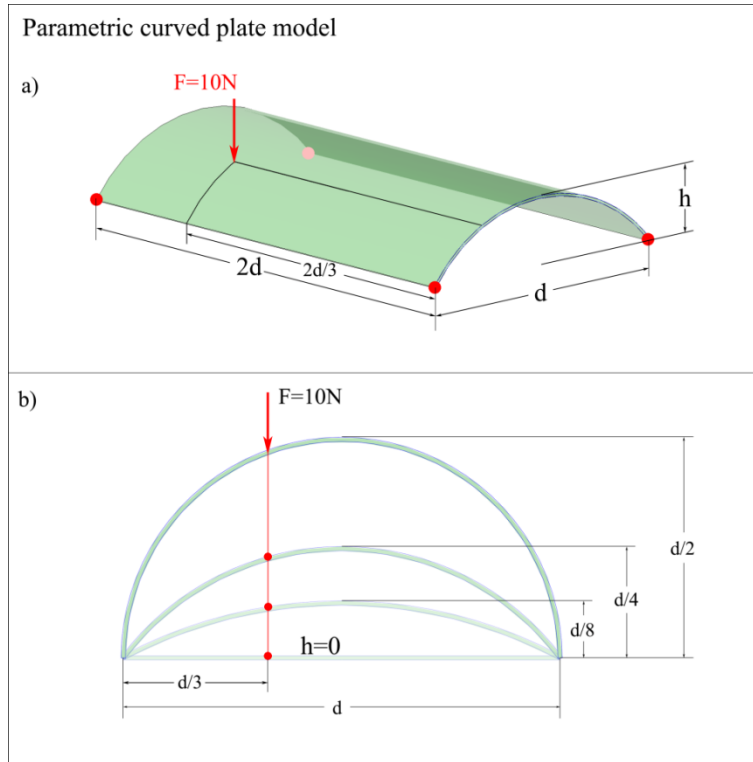 Parametric curved plate model
a)
F=10N
h
2d/3
2d
d
b)
F=10N
d/2
d/4
d/8
h=0
d/3
d